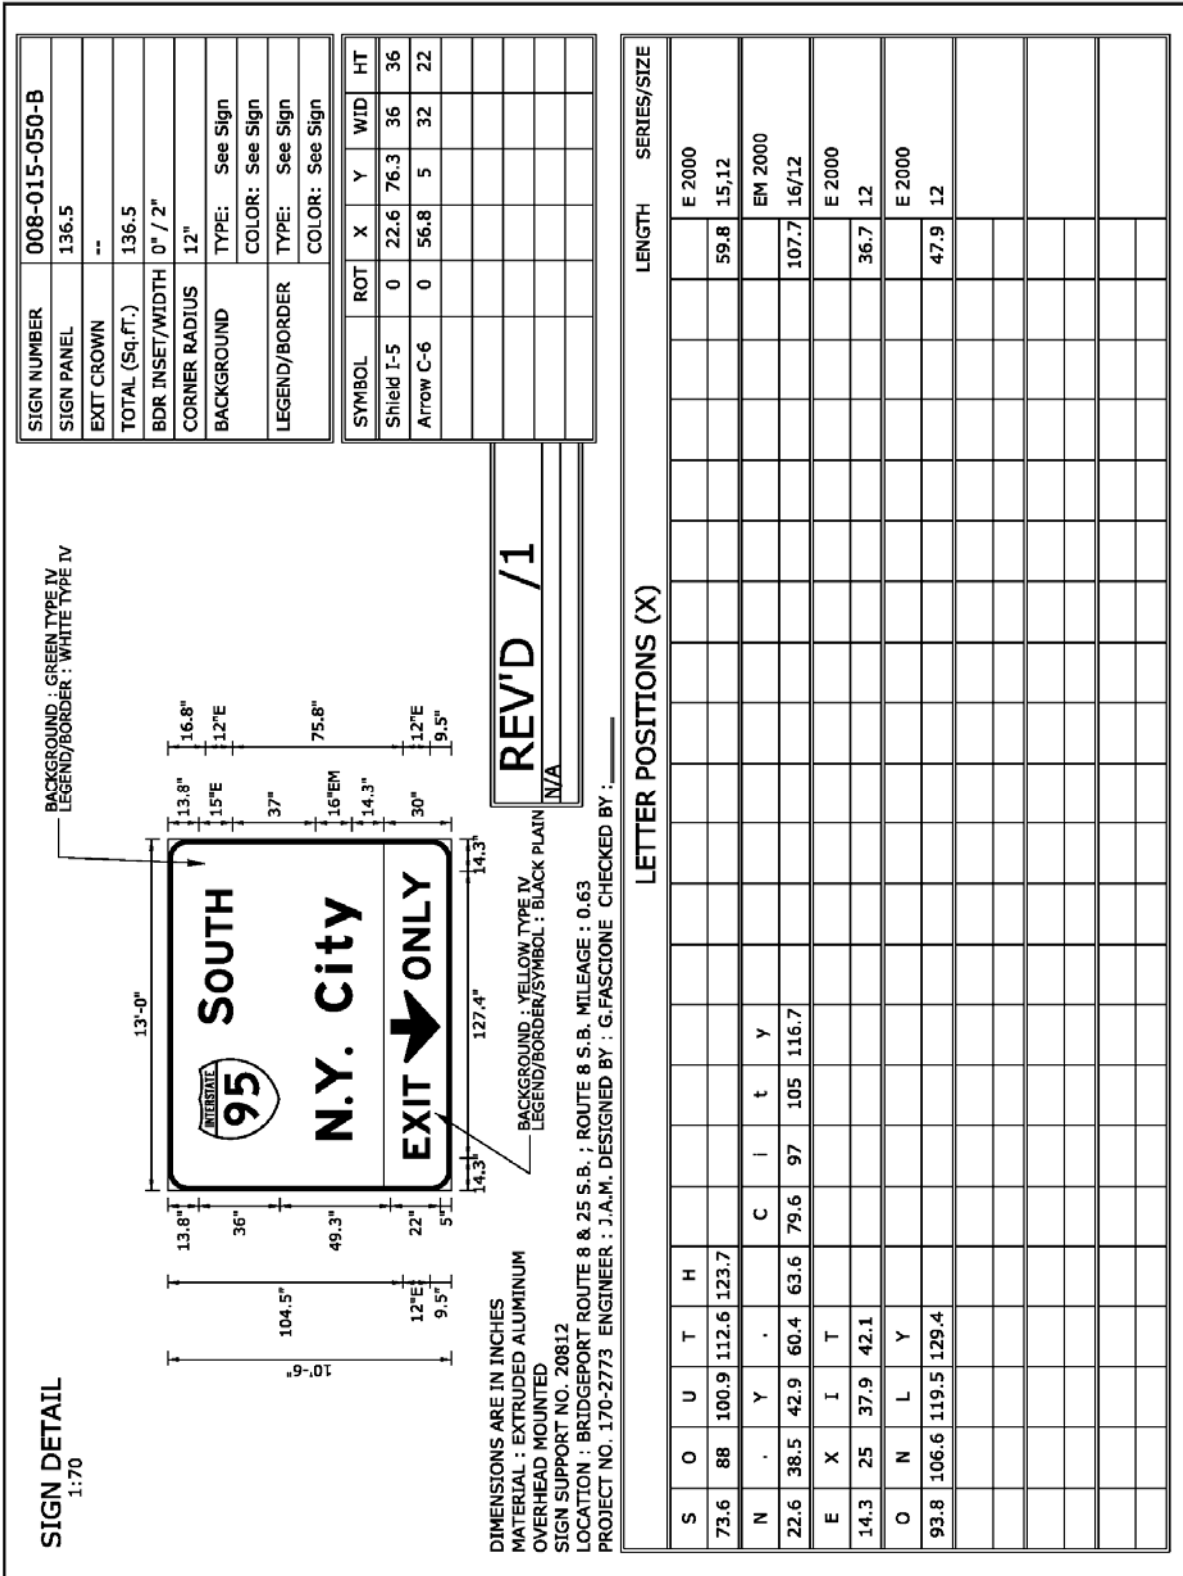 SIGN DETAIL
1:70
BACKGROUND : GREEN TYPE IV
LEGEND/BORDER : WHITE TYPE IV
13'-0"
13.8"
36"
49.3"
22"
5"
104.5"
12"E
9.5"
10'-6"
INTERSTATE
95
SOUTH
N.Y. City
EXIT ONLY
13.8"
15"E
37"
16"EM
14.3"
30"
16.8"
12"E
75.8"
12"E
9.5"
14.3"
127.4"
14.3"
BACKGROUND : YELLOW TYPE IV
LEGEND/BORDER/SYMBOL : BLACK PLAIN
DIMENSIONS ARE IN INCHES
MATERIAL : EXTRUDED ALUMINUM
OVERHEAD MOUNTED
SIGN SUPPORT NO. 20812
LOCATION : BRIDGEPORT ROUTE 8 & 25 S.B. ; ROUTE 8 S.B. MILEAGE : 0.63
PROJECT NO. 170-2773 ENGINEER : J.A.M. DESIGNED BY : G.FASCIONE CHECKED BY :
REV'D /1
N/A
SIGN NUMBER 008-015-050-B
SIGN PANEL 136.5
EXIT CROWN --
TOTAL (Sq.fT.) 136.5
BDR INSET/WIDTH 0" / 2"
CORNER RADIUS 12"
BACKGROUND TYPE: See Sign
COLOR: See Sign
LEGEND/BORDER TYPE: See Sign
COLOR: See Sign
SYMBOL ROT X Y WID HT
Shield I-5 0 22.6 76.3 36 36
Arrow C-6 0 56.8 5 32 22
LETTER POSITIONS (X) LENGTH SERIES/SIZE
S O U T H E 2000
73.6 88 100.9 112.6 123.7 59.8 15,12
N . Y . C i t y EM 2000
22.6 38.5 42.9 60.4 63.6 79.6 97 105 116.7 107.7 16/12
E X I T E 2000
14.3 25 37.9 42.1 36.7 12
O N L Y E 2000
93.8 106.6 119.5 129.4 47.9 12